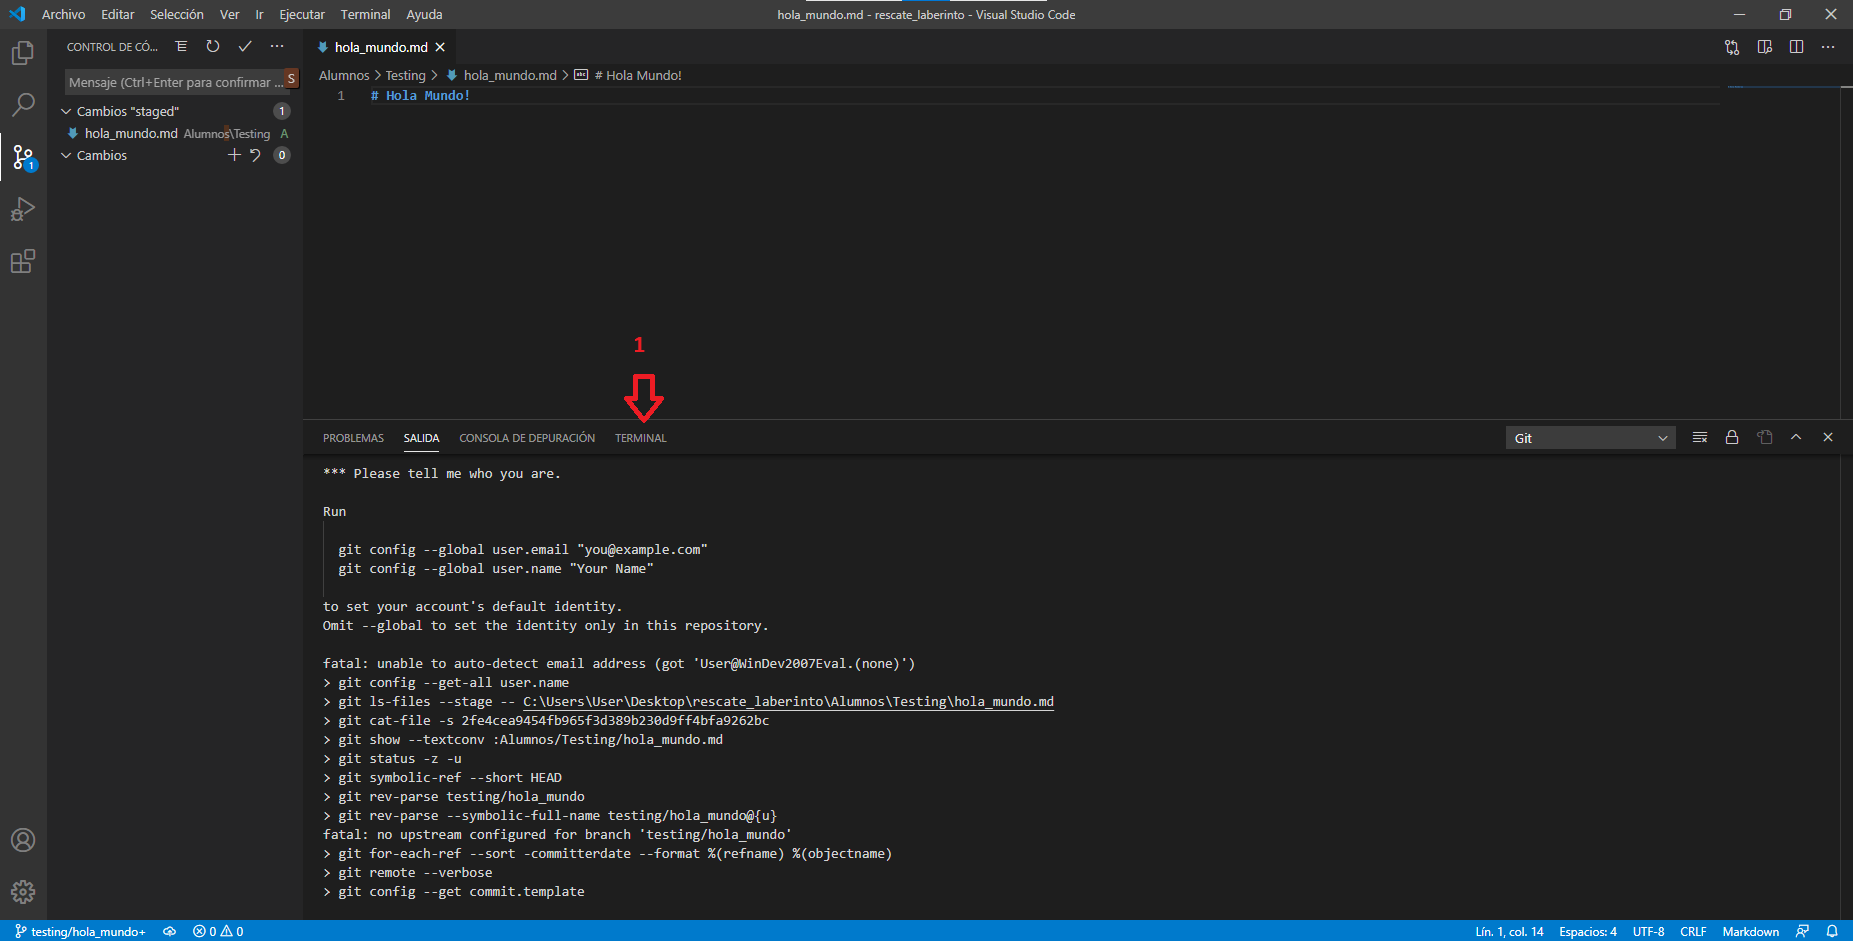 Archivo Editar Selección Ver Ir Ejecutar Terminal Ayuda
hola_mundo.md - rescate_laberinto - Visual Studio Code
CONTROL DE CÓ...
hola_mundo.md
Mensaje (Ctrl+Enter para confirmar ...
S
Alumnos > Testing > hola_mundo.md > abc # Hola Mundo!
1 # Hola Mundo!
Cambios "staged" 1
hola_mundo.md Alumnos\Testing A
Cambios 0
1
1
PROBLEMAS SALIDA CONSOLA DE DEPURACIÓN TERMINAL
Git
*** Please tell me who you are.
Run
git config --global user.email "you@example.com"
git config --global user.name "Your Name"
to set your account's default identity.
Omit --global to set the identity only in this repository.
fatal: unable to auto-detect email address (got 'User@WinDev2007Eval.(none)')
> git config --get-all user.name
> git ls-files --stage -- C:\Users\User\Desktop\rescate_laberinto\Alumnos\Testing\hola_mundo.md
> git cat-file -s 2fe4cea9454fb965f3d389b230d9ff4bfa9262bc
> git show --textconv :Alumnos/Testing/hola_mundo.md
> git status -z -u
> git symbolic-ref --short HEAD
> git rev-parse testing/hola_mundo
> git rev-parse --symbolic-full-name testing/hola_mundo@{u}
fatal: no upstream configured for branch 'testing/hola_mundo'
> git for-each-ref --sort -committerdate --format %(refname) %(objectname)
> git remote --verbose
> git config --get commit.template
testing/hola_mundo+ 0 0
Lín. 1, col. 14 Espacios: 4 UTF-8 CRLF Markdown